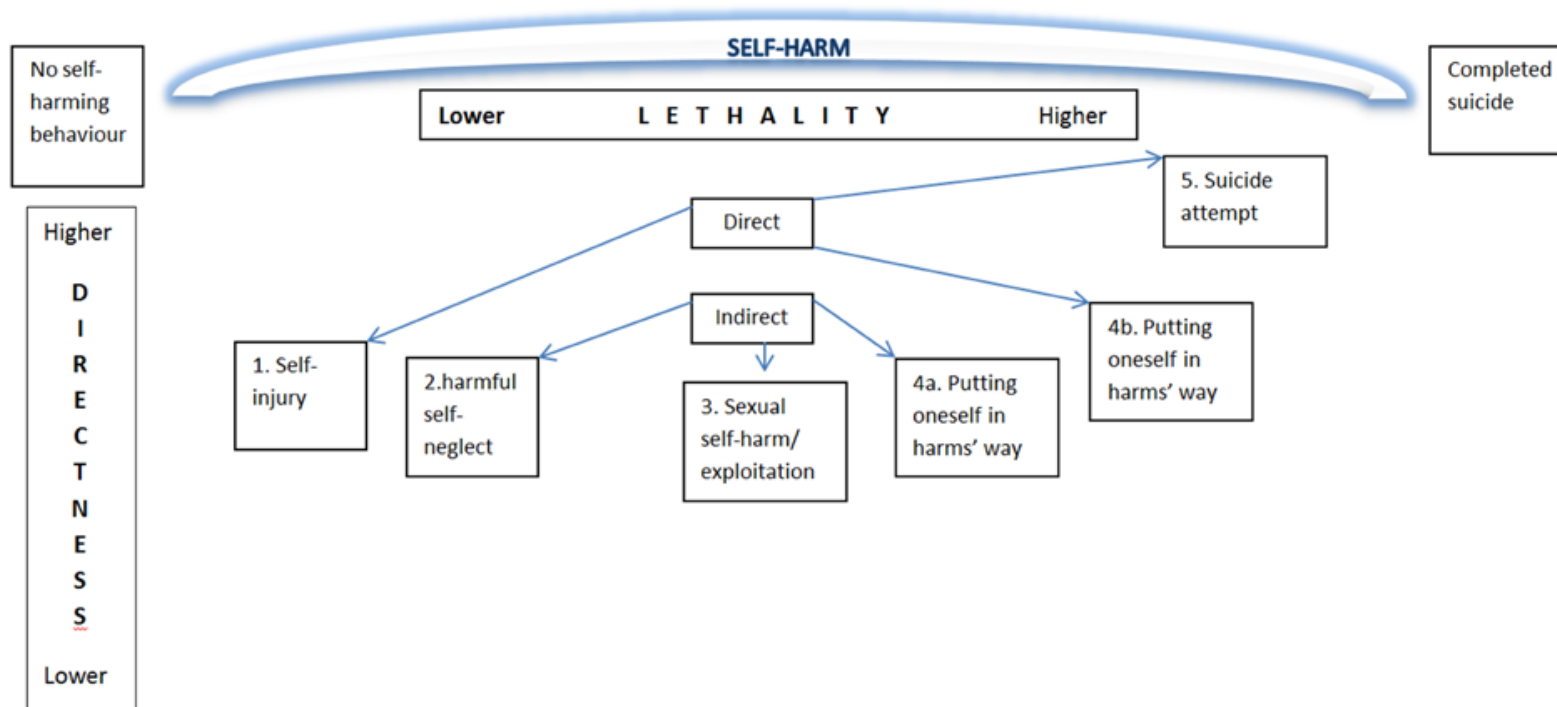 SELF-HARM
No self-
harming
behaviour
Lower L E T H A L I T Y Higher
Completed
suicide
Higher
D
I
R
E
C
T
N
E
S
S
Lower
Direct
5. Suicide
attempt
Indirect
1. Self-
injury
2.harmful
self-
neglect
3. Sexual
self-harm/
exploitation
4a. Putting
oneself in
harms’ way
4b. Putting
oneself in
harms’ way